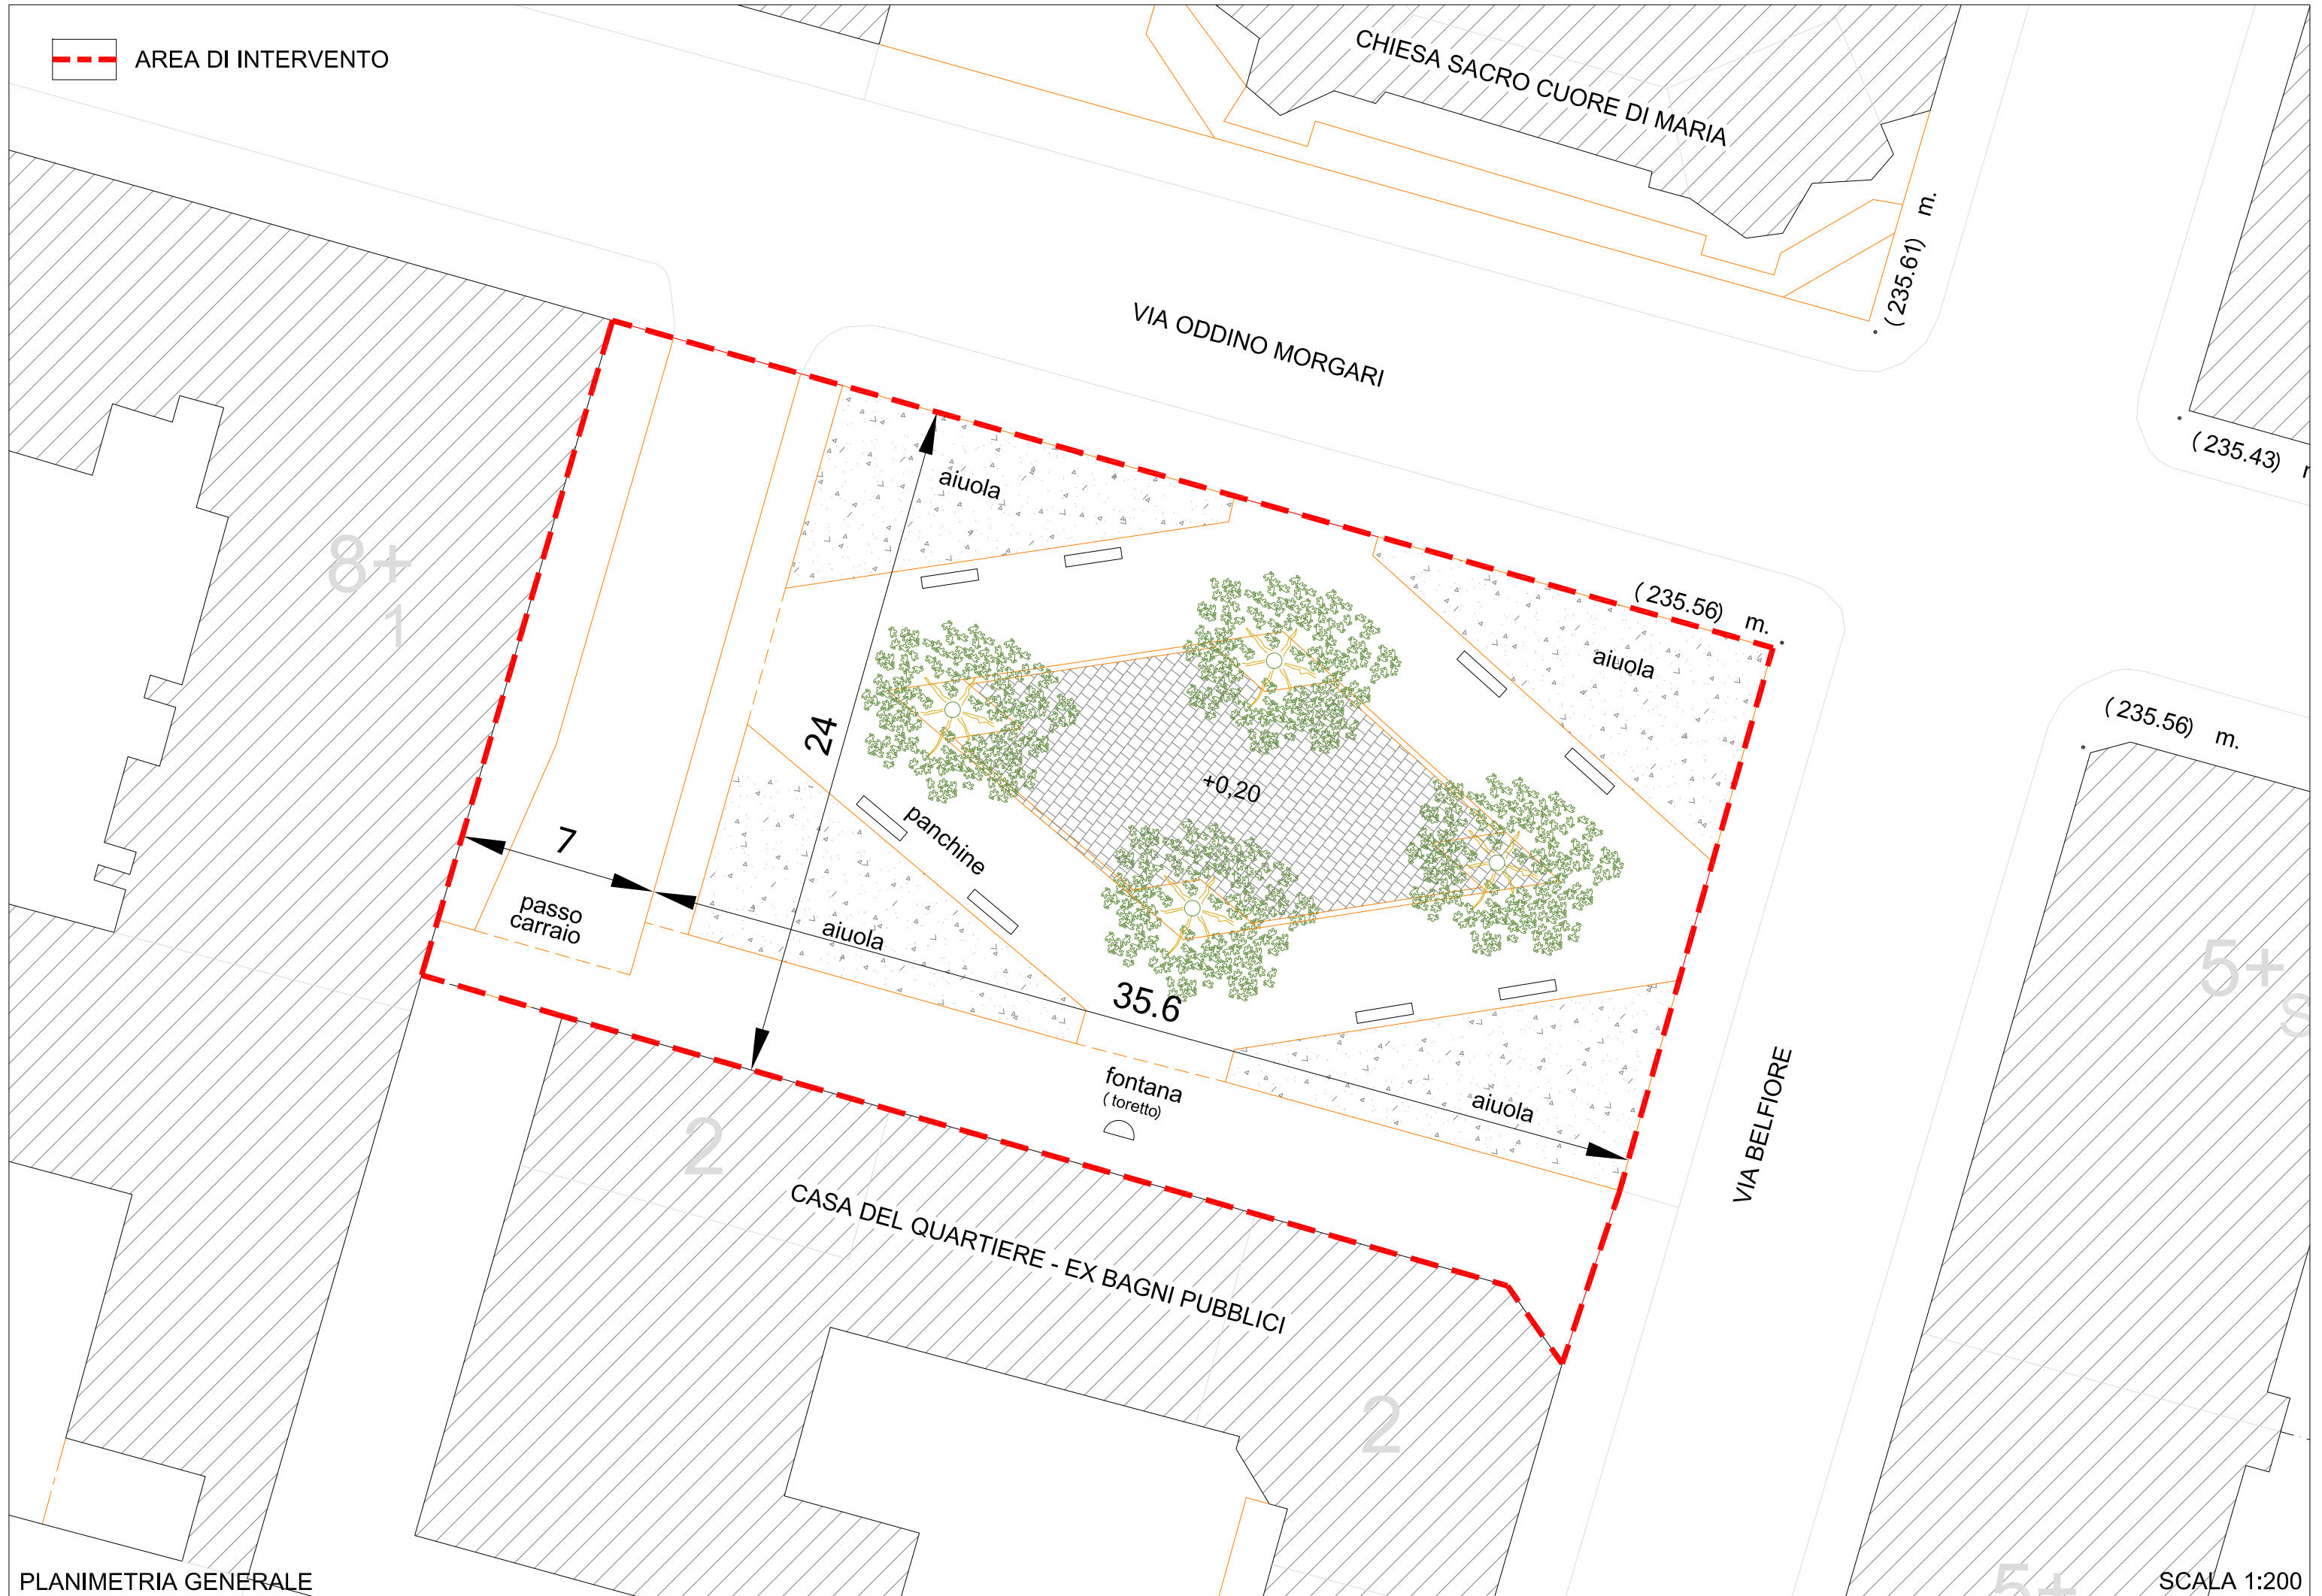 AREA DI INTERVENTO
CHIESA SACRO CUORE DI MARIA
(235.61) m.
VIA ODDINO MORGARI
(235.43)
aiuola
8+
1
(235.56) m.
aiuola
(235.56) m.
24
+0,20
7
panchine
passo
carraio
aiuola
35.6
5+
S
fontana
(toretto)
aiuola
VIA BELFIORE
2
CASA DEL QUARTIERE - EX BAGNI PUBBLICI
2
PLANIMETRIA GENERALE
5+
SCALA 1:200